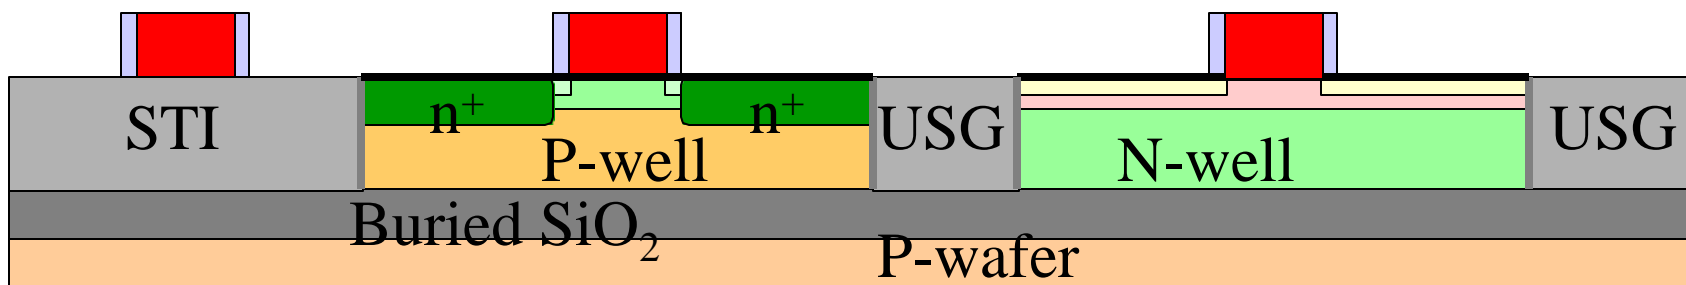 STI
n⁺
n⁺
USG
USG
P-well
N-well
Buried SiO₂
P-wafer